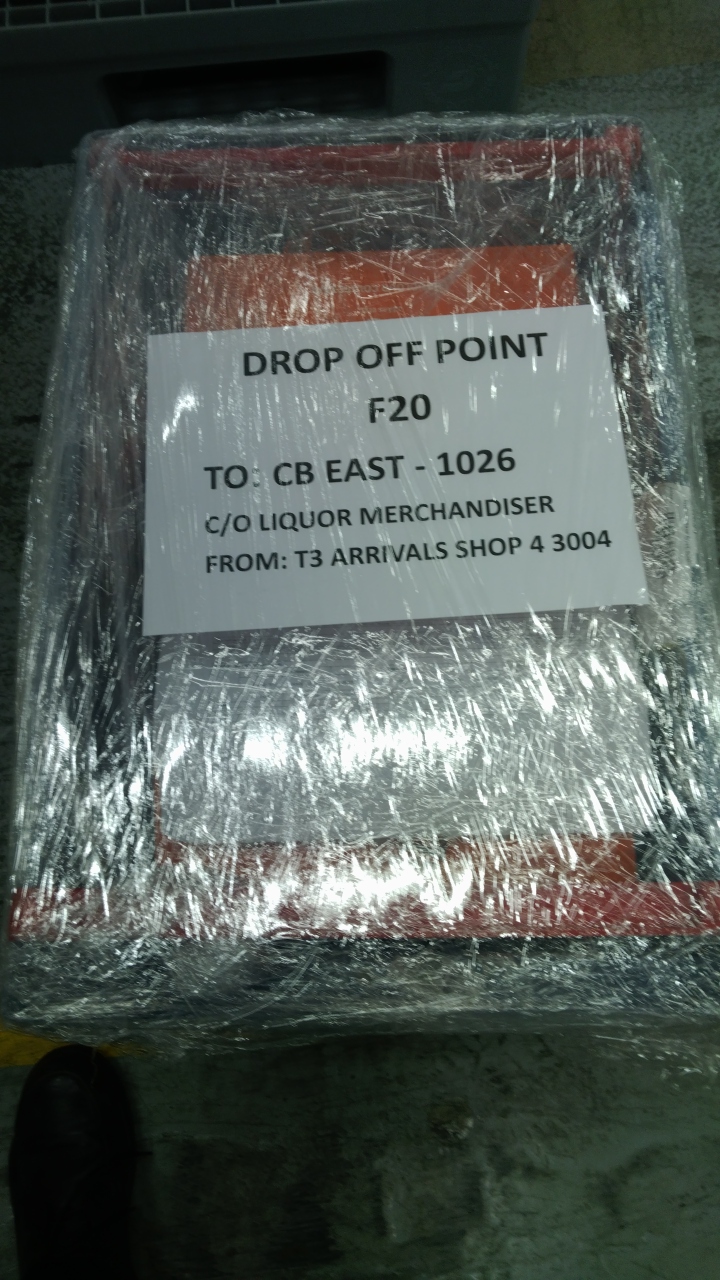 DROP OFF POINT
F20
TO: CB EAST - 1026
C/O LIQUOR MERCHANDISER
FROM: T3 ARRIVALS SHOP 4 3004